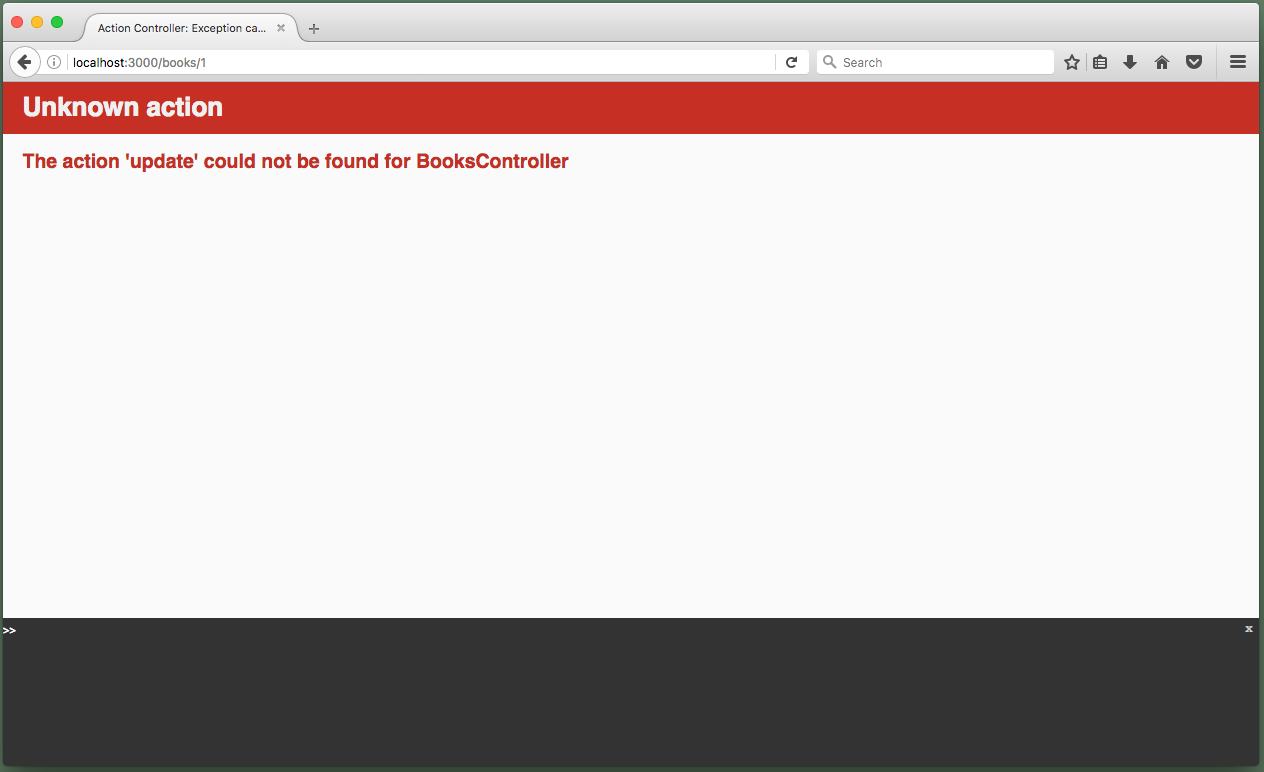 Action Controller: Exception ca...
localhost:3000/books/1
Search
Unknown action
The action 'update' could not be found for BooksController
>>
x